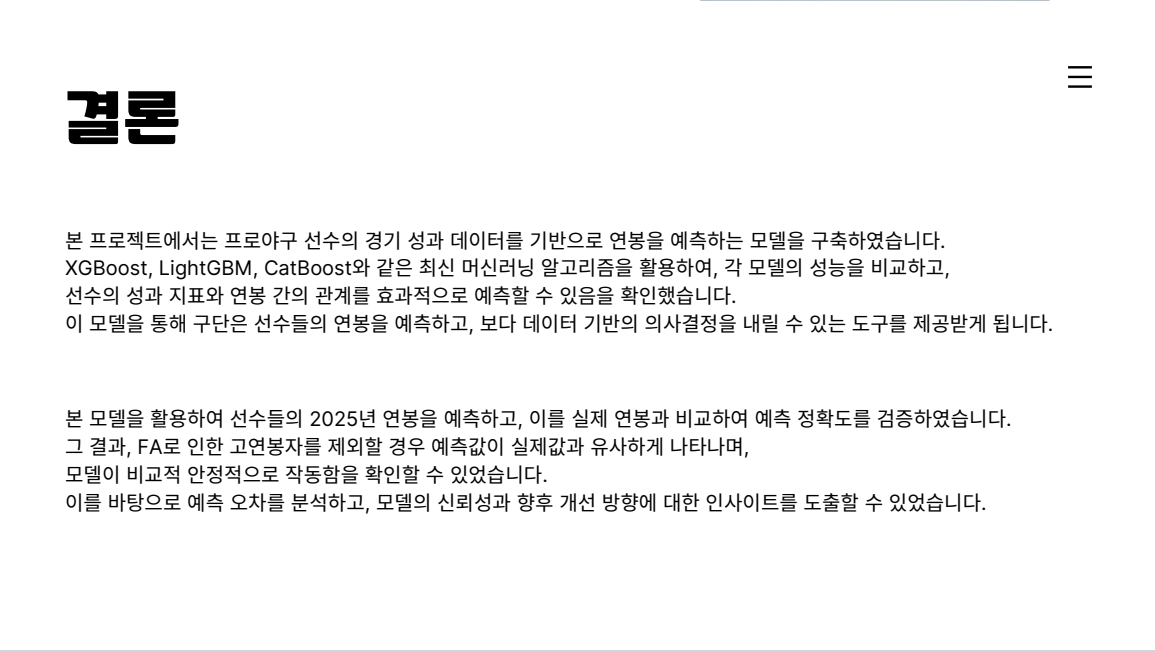 결론
본 프로젝트에서는 프로야구 선수의 경기 성과 데이터를 기반으로 연봉을 예측하는 모델을 구축하였습니다.
XGBoost, LightGBM, CatBoost와 같은 최신 머신러닝 알고리즘을 활용하여, 각 모델의 성능을 비교하고,
선수의 성과 지표와 연봉 간의 관계를 효과적으로 예측할 수 있음을 확인했습니다.
이 모델을 통해 구단은 선수들의 연봉을 예측하고, 보다 데이터 기반의 의사결정을 내릴 수 있는 도구를 제공받게 됩니다.
본 모델을 활용하여 선수들의 2025년 연봉을 예측하고, 이를 실제 연봉과 비교하여 예측 정확도를 검증하였습니다.
그 결과, FA로 인한 고연봉자를 제외할 경우 예측값이 실제값과 유사하게 나타나며,
모델이 비교적 안정적으로 작동함을 확인할 수 있었습니다.
이를 바탕으로 예측 오차를 분석하고, 모델의 신뢰성과 향후 개선 방향에 대한 인사이트를 도출할 수 있었습니다.